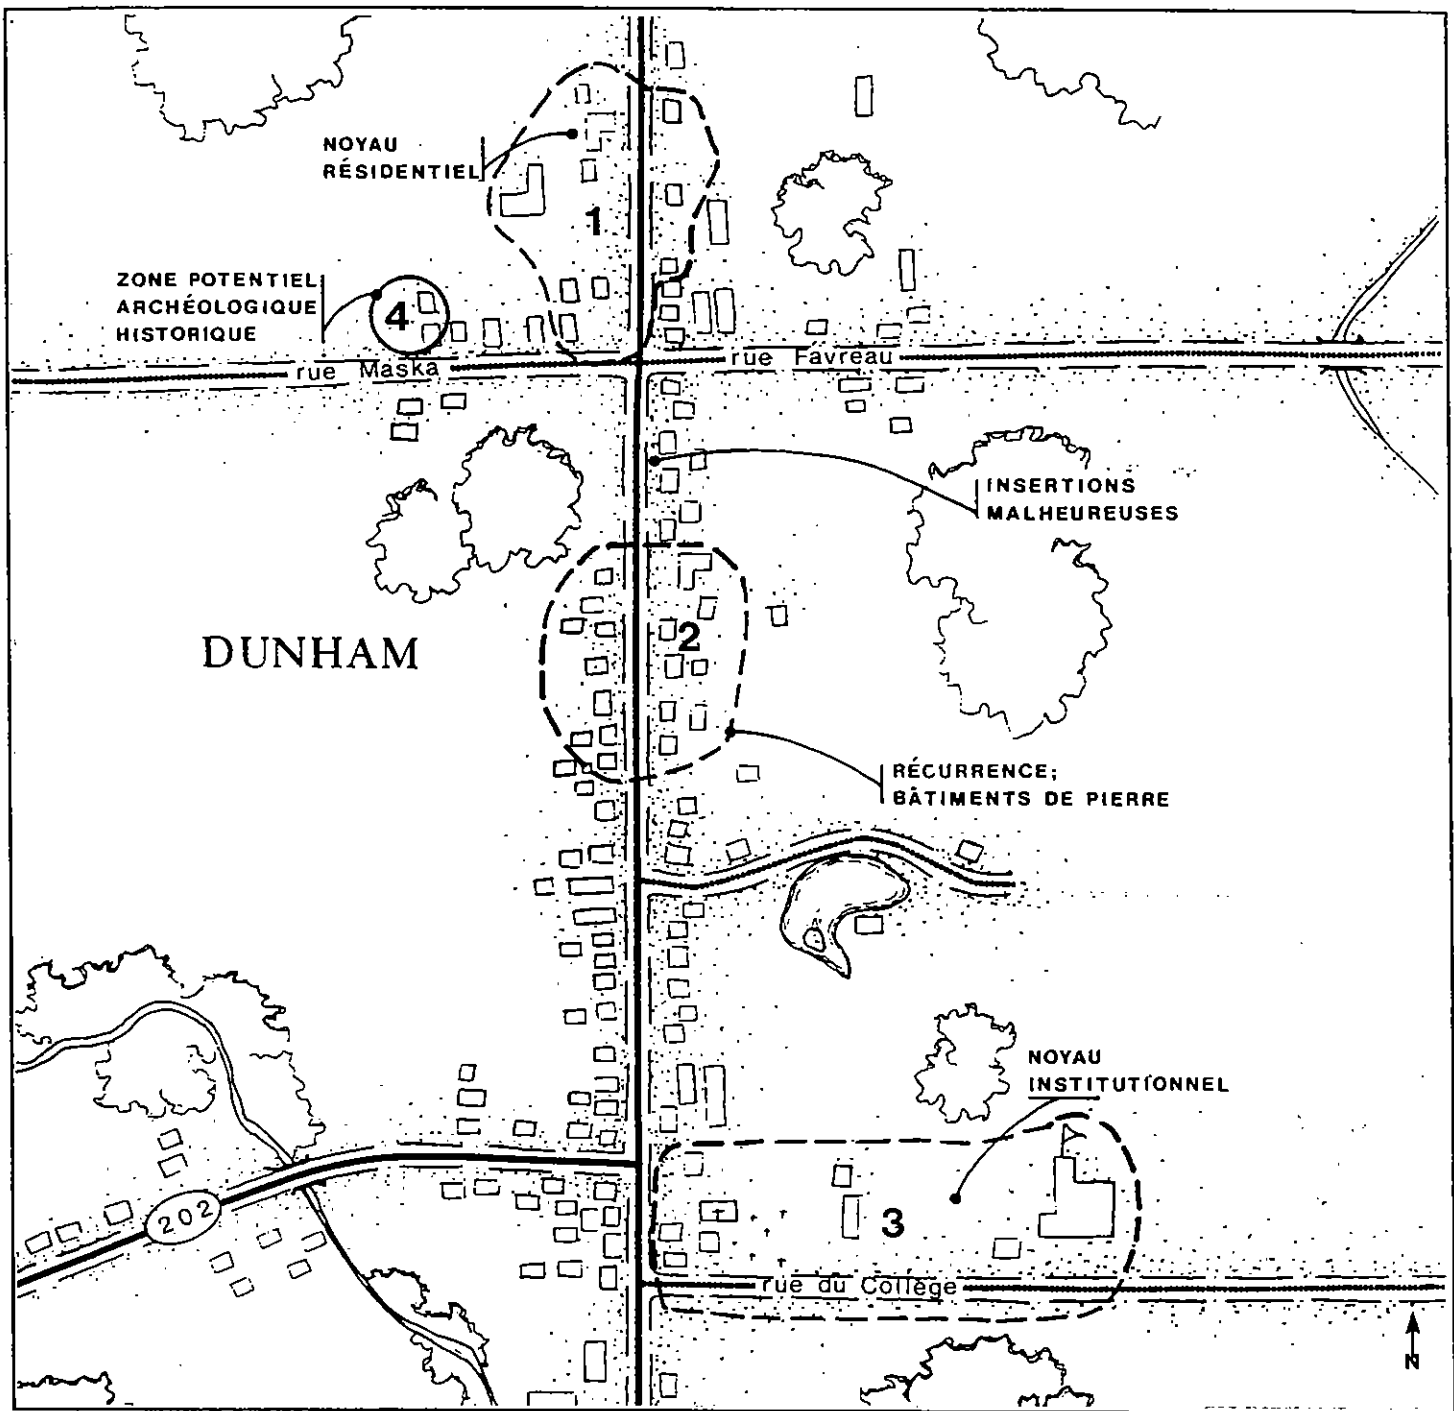 NOYAU
RÉSIDENTIEL
1
ZONE POTENTIEL
ARCHÉOLOGIQUE
HISTORIQUE
4
rue Maska
rue Favreau
INSERTIONS
MALHEUREUSES
2
DUNHAM
RÉCURRENCE;
BÂTIMENTS DE PIERRE
NOYAU
INSTITUTIONNEL
202
3
rue du Collège
N